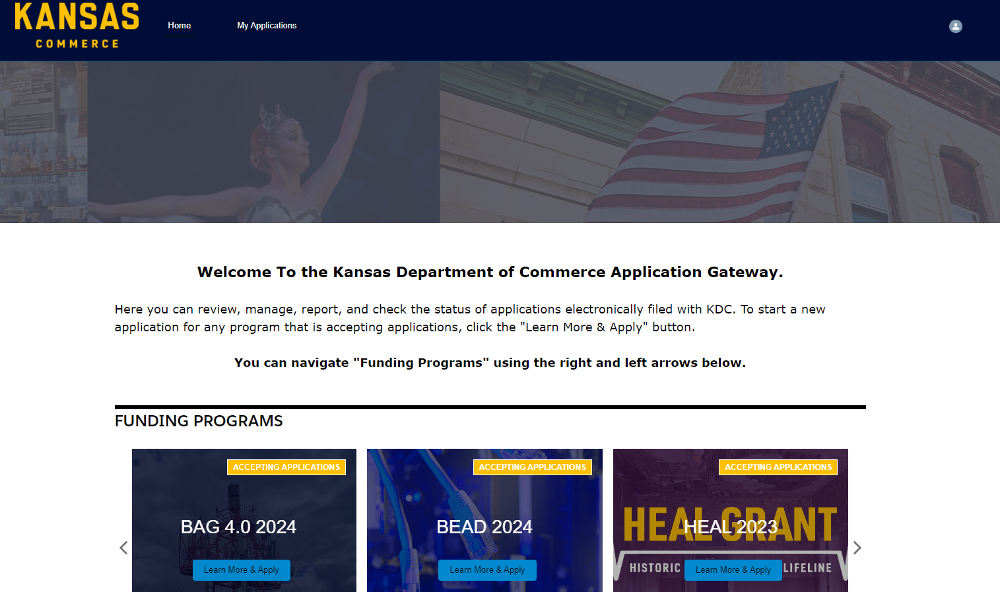 KANSAS
COMMERCE
Home
My Applications
Welcome To the Kansas Department of Commerce Application Gateway.
Here you can review, manage, report, and check the status of applications electronically filed with KDC. To start a new
application for any program that is accepting applications, click the "Learn More & Apply" button.
You can navigate "Funding Programs" using the right and left arrows below.
FUNDING PROGRAMS
ACCEPTING APPLICATIONS
BAG 4.0 2024
Learn More & Apply
ACCEPTING APPLICATIONS
BEAD 2024
Learn More & Apply
ACCEPTING APPLICATIONS
HEAL GRANT
HEAL 2023
HISTORIC
LIFELINE
Learn More & Apply